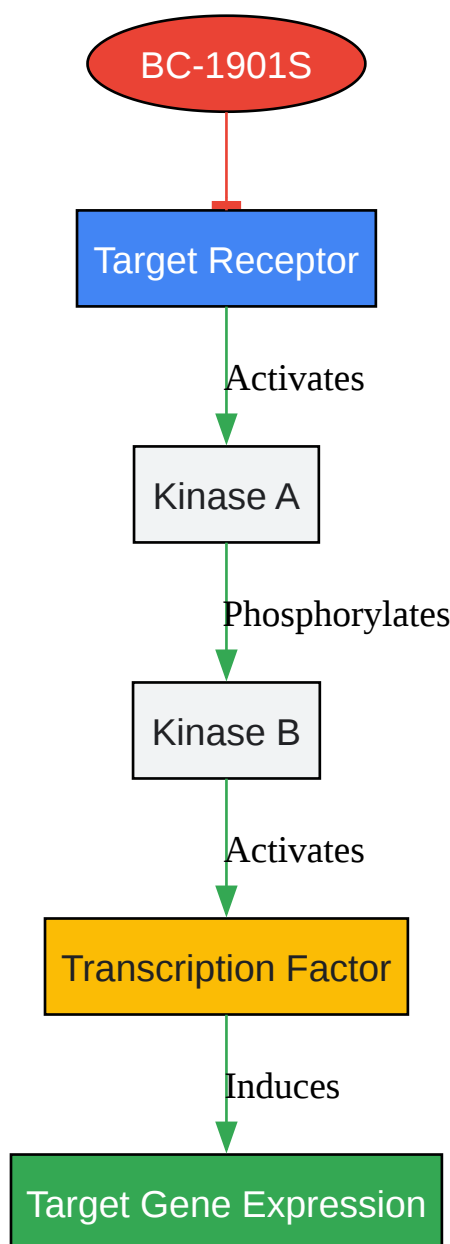 BC-1901S
Target Receptor
Activates
Kinase A
Phosphorylates
Kinase B
Activates
Transcription Factor
Induces
Target Gene Expression